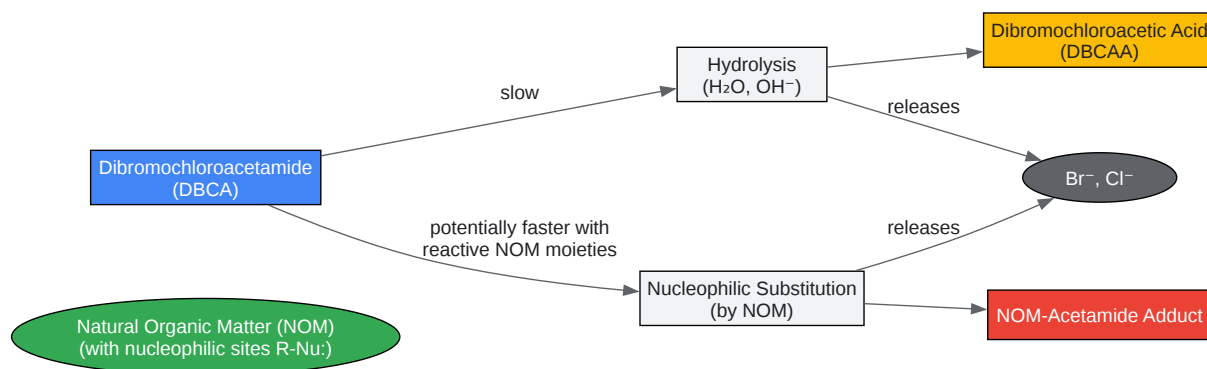 Dibromochloroacetic Acid
(DBCAA)
Hydrolysis
(H₂O, OH⁻)
slow
releases
Dibromochloroacetamide
(DBCA)
Br⁻, Cl⁻
potentially faster with
reactive NOM moieties
releases
Nucleophilic Substitution
(by NOM)
NOM-Acetamide Adduct
Natural Organic Matter (NOM)
(with nucleophilic sites R-Nu:)